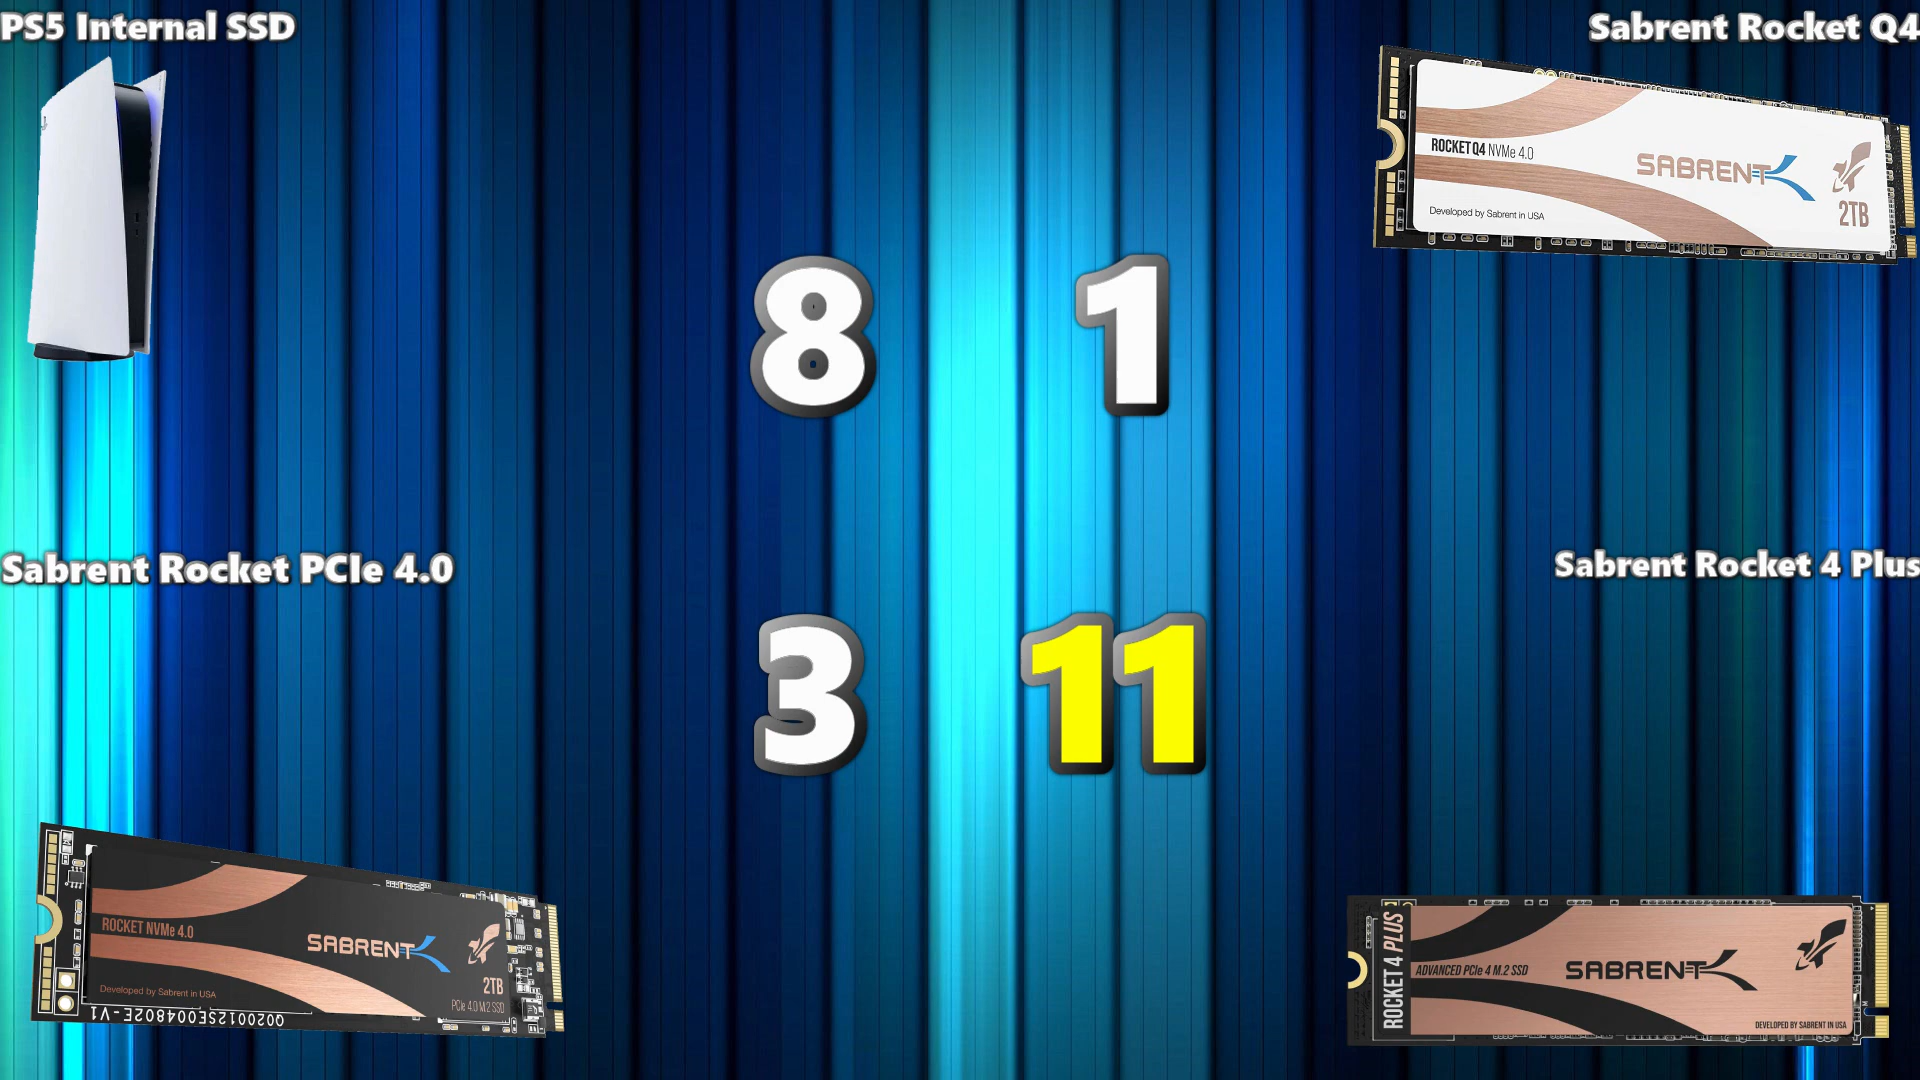 PS5 Internal SSD
Sabrent Rocket Q4
ROCKET Q4 NVMe 4.0
SABRENT
Developed by Sabrent in USA
2TB
8
1
Sabrent Rocket PCIe 4.0
Sabrent Rocket 4 Plus
3
11
ROCKET NVMe 4.0
SABRENT
2TB
Developed by Sabrent in USA
PCIe 4.0 M.2 SSD
Q020012SE004802E-V1
ROCKET 4 PLUS
ADVANCED PCIe 4 M.2 SSD
SABRENT
DEVELOPED BY SABRENT IN USA